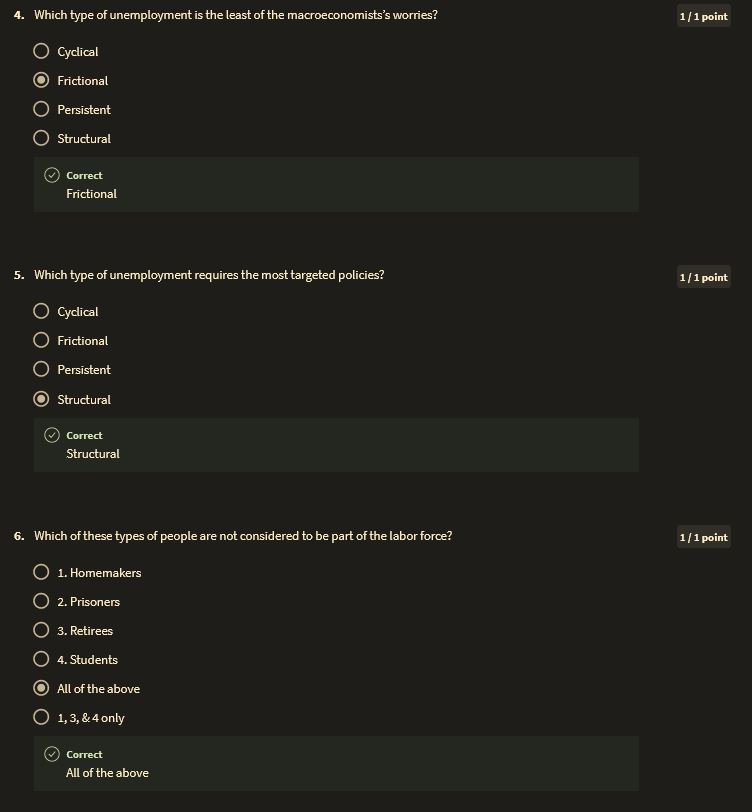 4. Which type of unemployment is the least of the macroeconomists's worries?
1 / 1 point
Cyclical
Frictional
Persistent
Structural
Correct
Frictional
5. Which type of unemployment requires the most targeted policies?
1 / 1 point
Cyclical
Frictional
Persistent
Structural
Correct
Structural
6. Which of these types of people are not considered to be part of the labor force?
1 / 1 point
1. Homemakers
2. Prisoners
3. Retirees
4. Students
All of the above
1, 3, & 4 only
Correct
All of the above